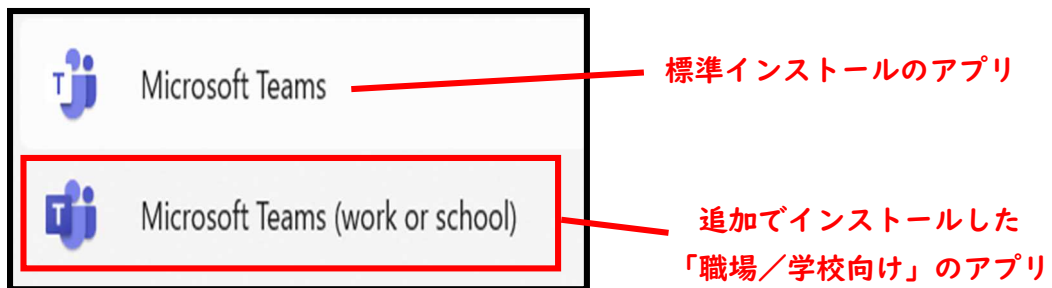 Microsoft Teams
標準インストールのアプリ
Microsoft Teams (work or school)
追加でインストールした
「職場／学校向け」のアプリ